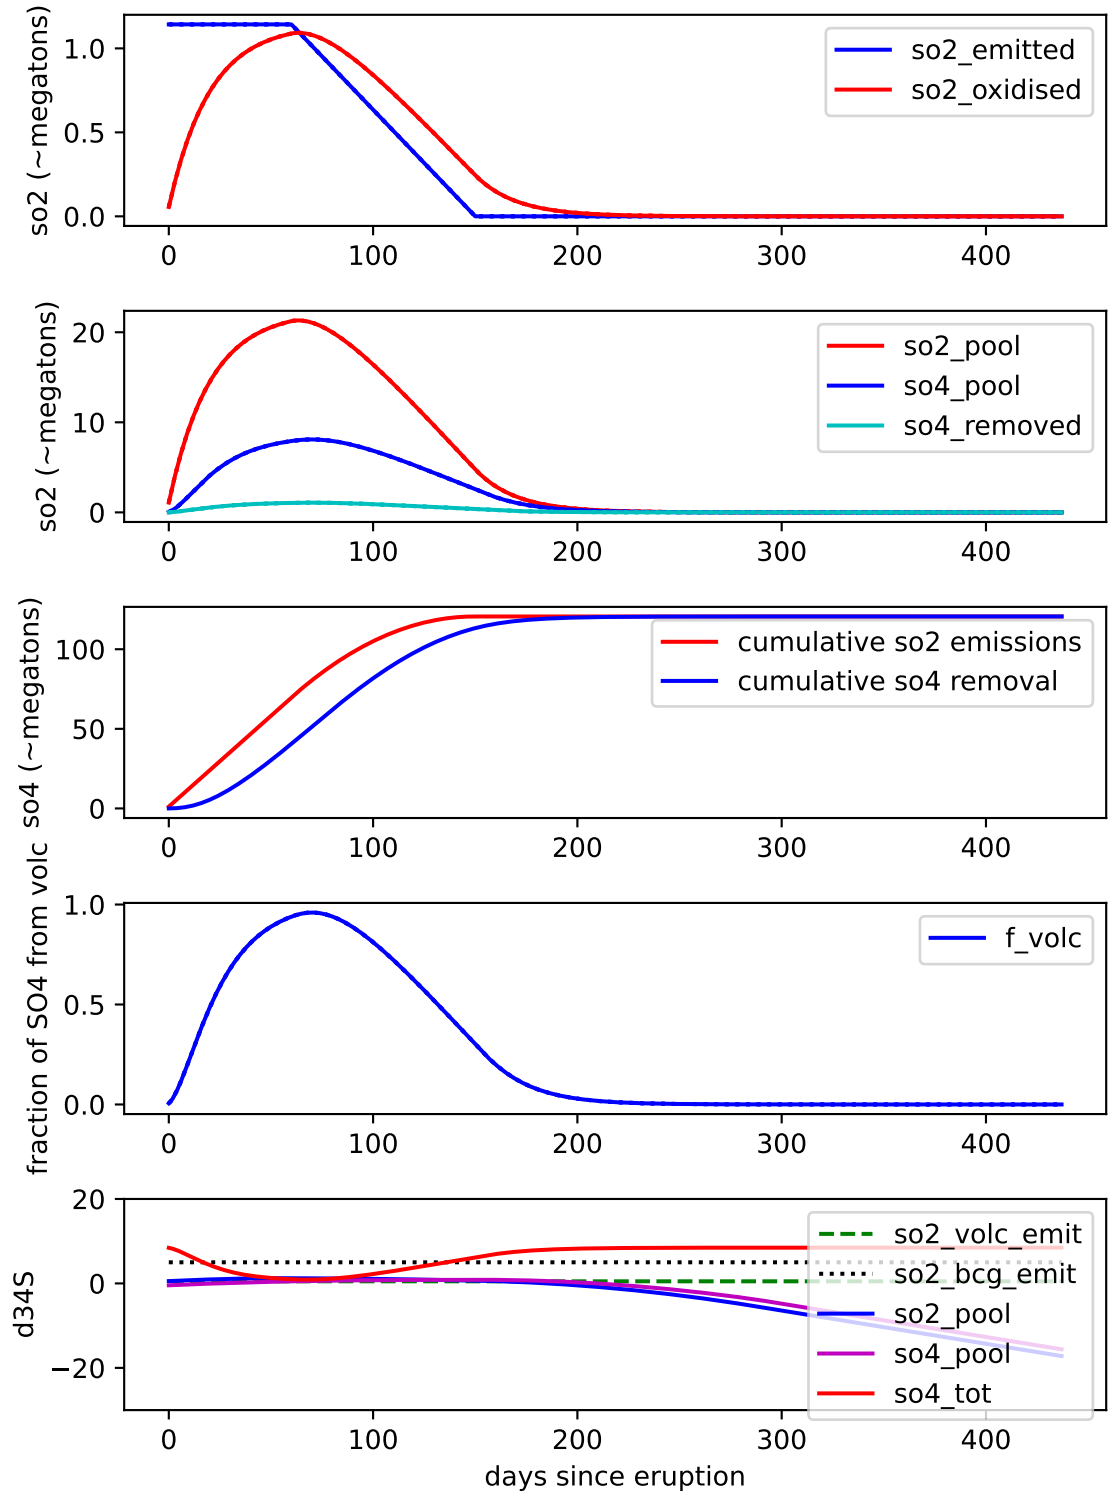 so2 (~megatons)
1.0
0.5
0.0
so2_emitted
so2_oxidised
0 100 200 300 400
so2 (~megatons)
20
10
0
so2_pool
so4_pool
so4_removed
0 100 200 300 400
so4 (~megatons)
100
50
0
cumulative so2 emissions
cumulative so4 removal
0 100 200 300 400
fraction of SO4 from volc
1.0
0.5
0.0
f_volc
0 100 200 300 400
d34S
20
0
−20
so2_volc_emit
so2_bcg_emit
so2_pool
so4_pool
so4_tot
0 100 200 300 400
days since eruption